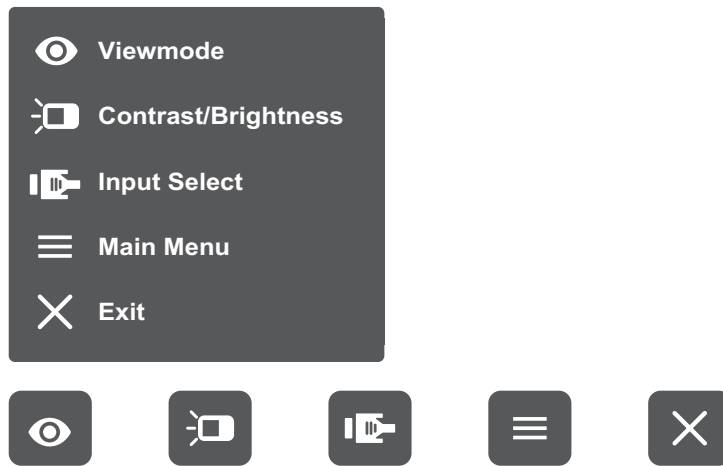 Viewmode
Contrast/Brightness
Input Select
Main Menu
Exit